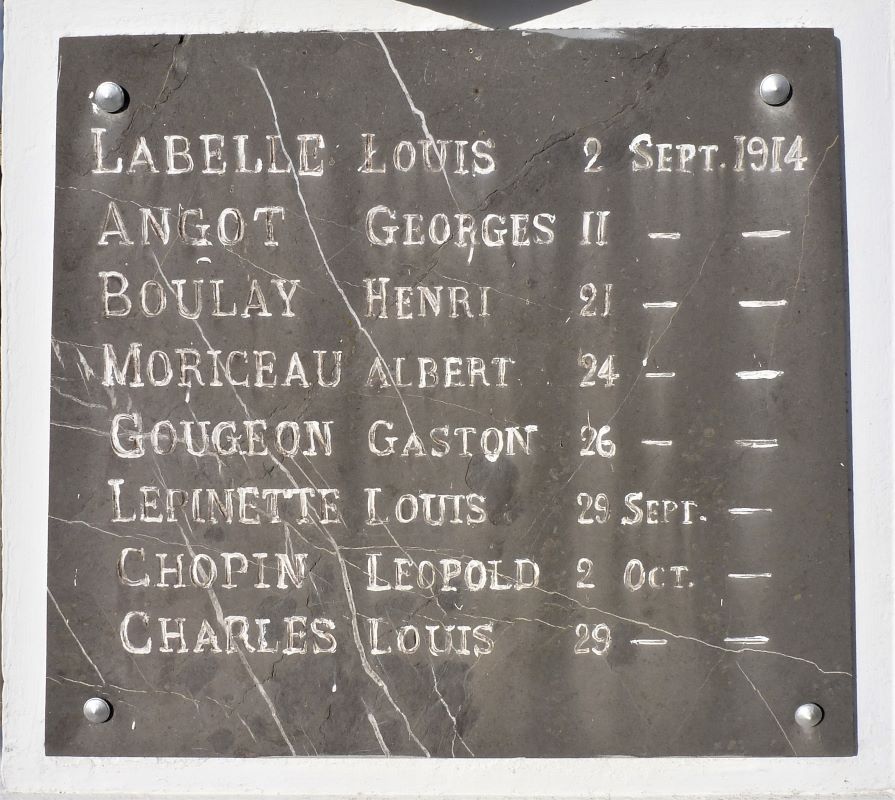 LABELLE LOUIS 2 SEPT. 1914
ANGOT GEORGES 11 — —
BOULAY HENRI 21 — —
MORICEAU ALBERT 24 — —
GOUGEON GASTON 26 — —
LEPINETTE LOUIS 29 SEPT. —
CHOPIN LEOPOLD 2 OCT. —
CHARLES LOUIS 29 — —